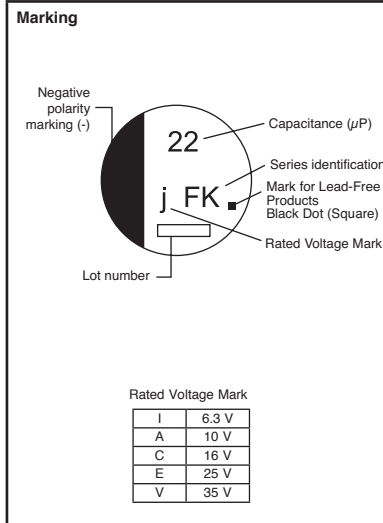 Marking
Negative
polarity
marking (-)
22
Capacitance (µP)
Series identification
j FK
Mark for Lead-Free
Products
Black Dot (Square)
Rated Voltage Mark
Lot number
Rated Voltage Mark
I 6.3 V
A 10 V
C 16 V
E 25 V
V 35 V